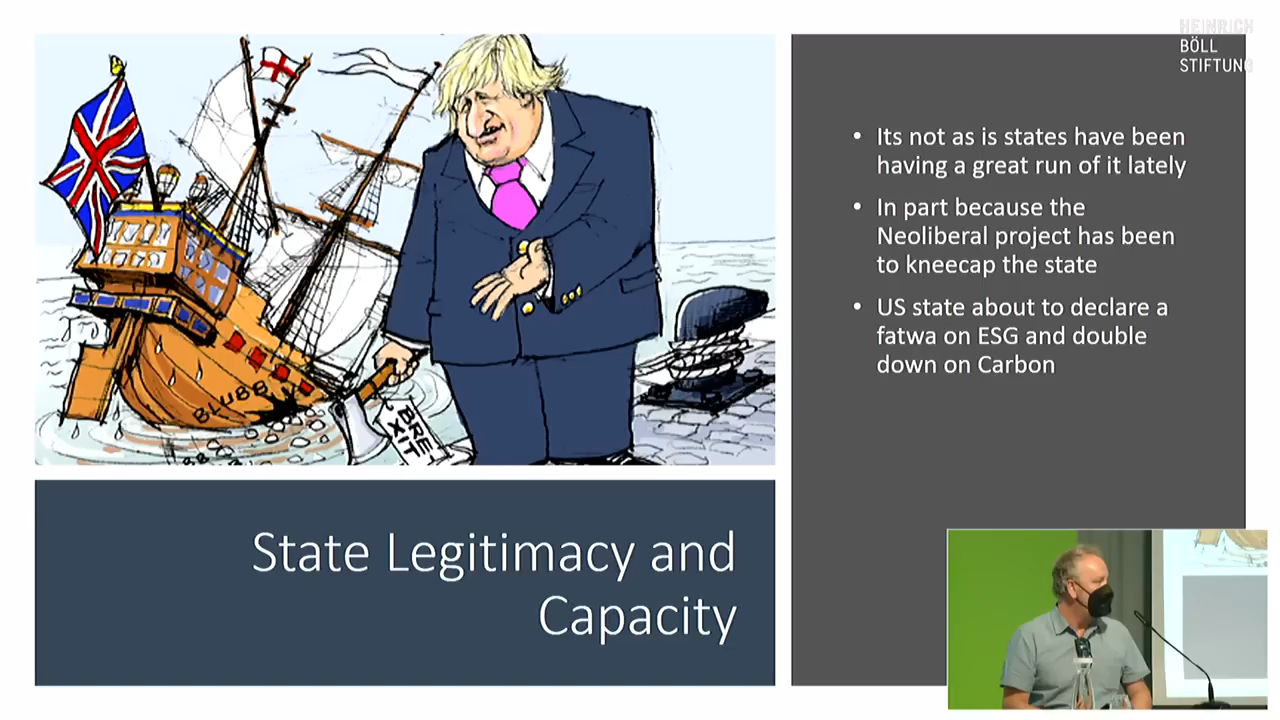 HEINRICH
BÖLL
STIFTUNG
Its not as is states have been
having a great run of it lately
In part because the
Neoliberal project has been
to kneecap the state
US state about to declare a
fatwa on ESG and double
down on Carbon
BLUBB
BREXIT
State Legitimacy and
Capacity